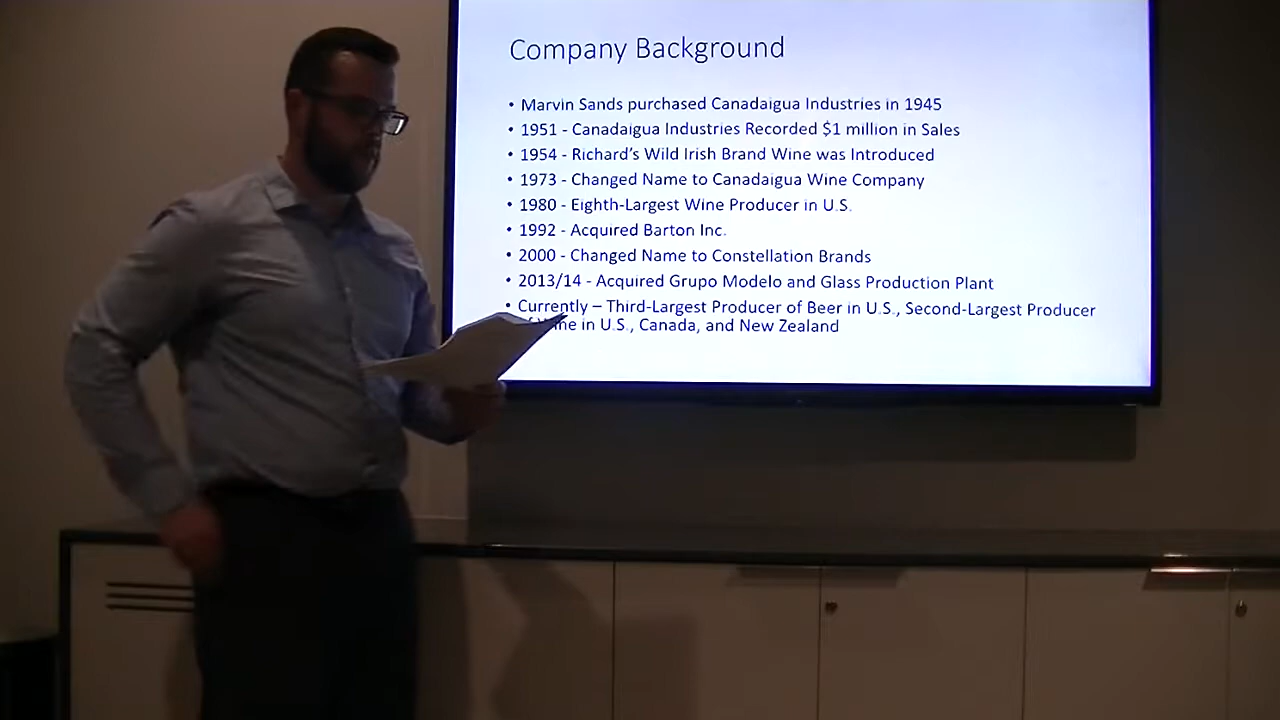 Company Background
• Marvin Sands purchased Canadaigua Industries in 1945
• 1951 - Canadaigua Industries Recorded $1 million in Sales
• 1954 - Richard's Wild Irish Brand Wine was Introduced
• 1973 - Changed Name to Canadaigua Wine Company
• 1980 - Eighth-Largest Wine Producer in U.S.
• 1992 - Acquired Barton Inc.
• 2000 - Changed Name to Constellation Brands
• 2013/14 - Acquired Grupo Modelo and Glass Production Plant
• Currently – Third-Largest Producer of Beer in U.S., Second-Largest Producer
of Wine in U.S., Canada, and New Zealand